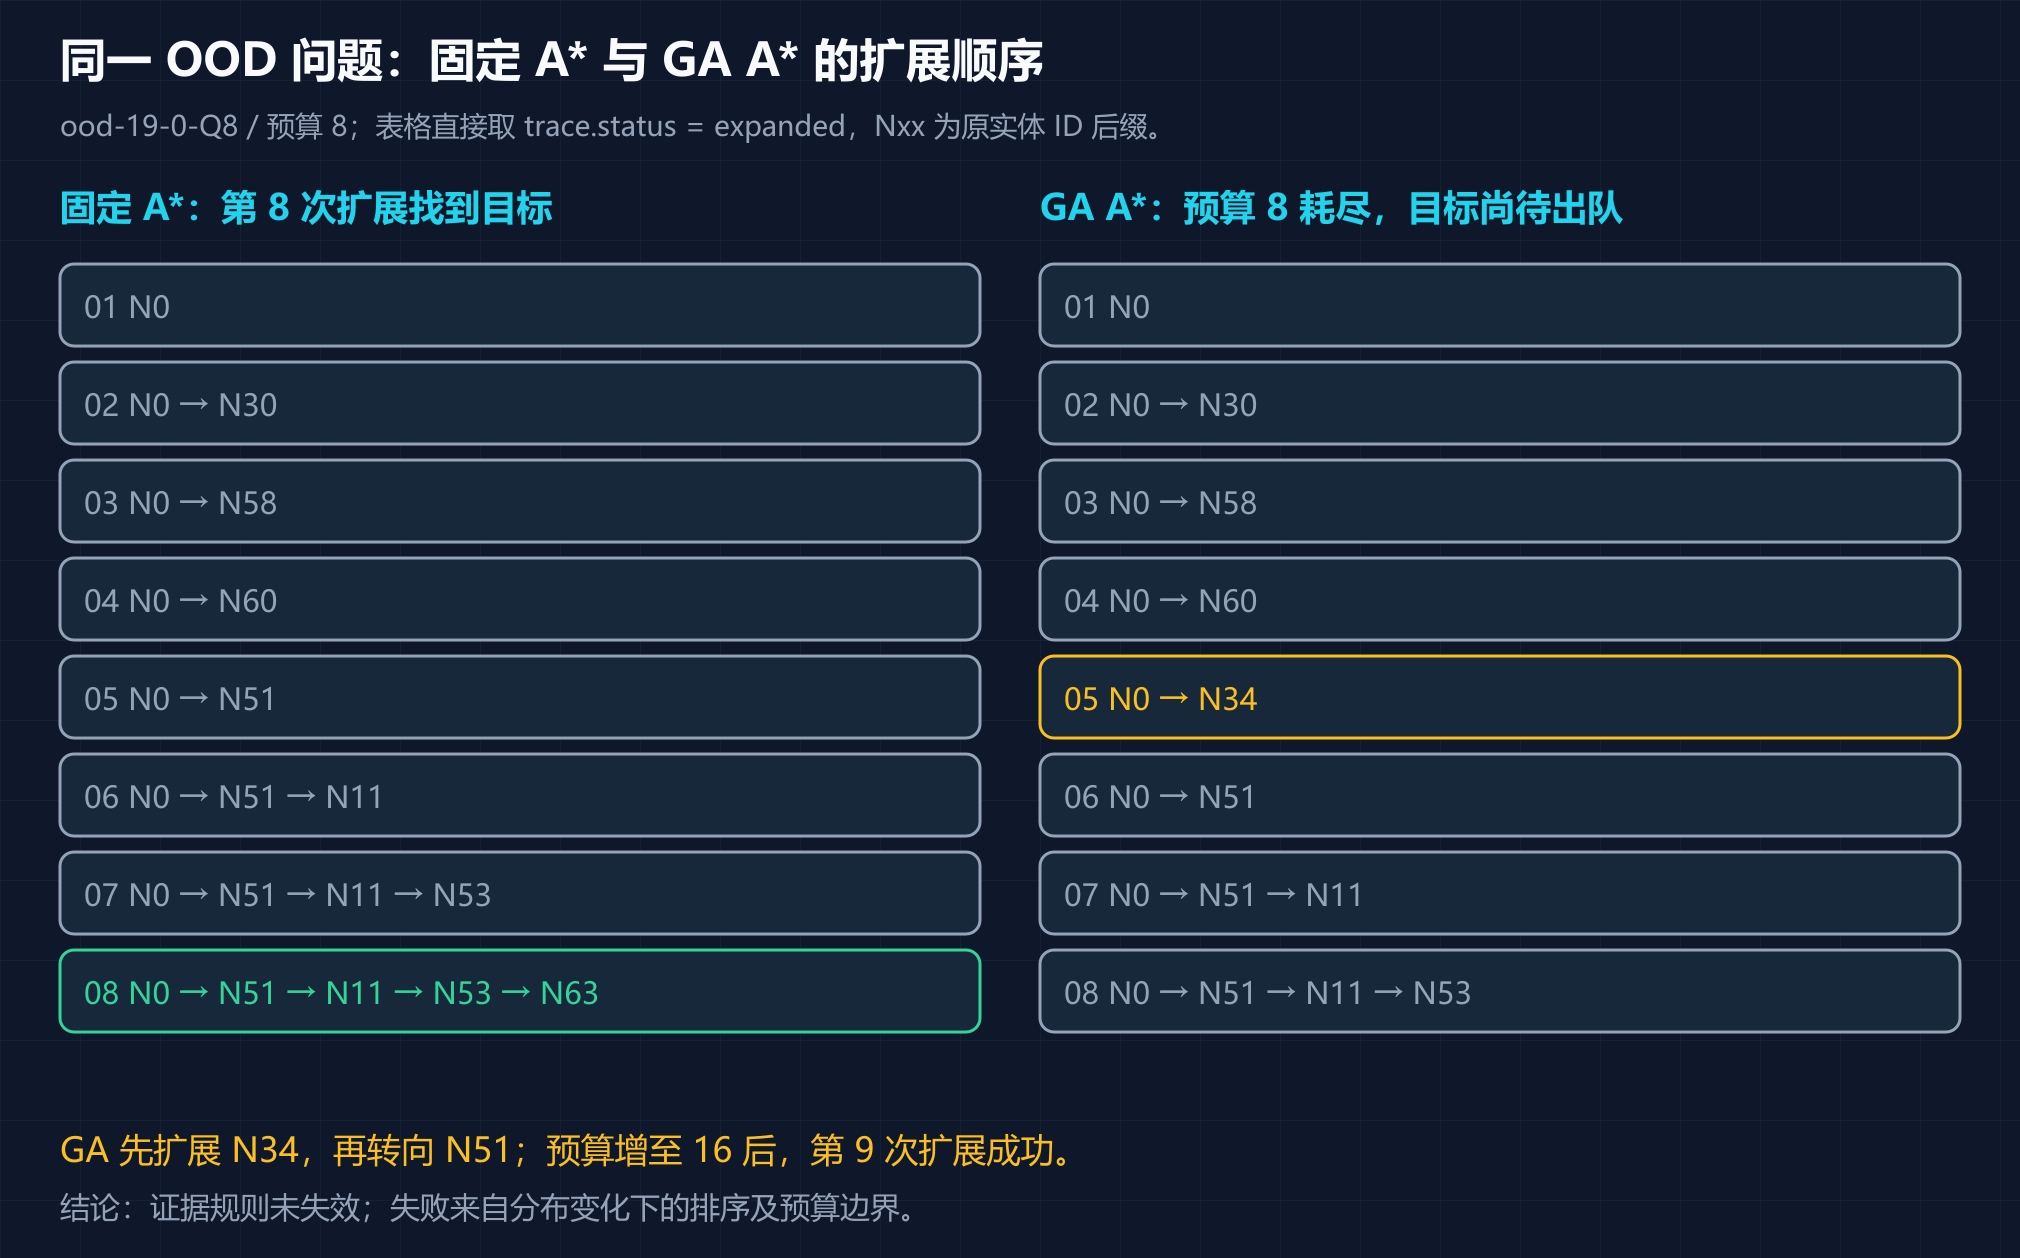 同一 OOD 问题：固定 A* 与 GA A* 的扩展顺序
ood-19-0-Q8 / 预算 8；表格直接取 trace.status = expanded，Nxx 为原实体 ID 后缀。
固定 A*：第 8 次扩展找到目标
01 N0
02 N0 → N30
03 N0 → N58
04 N0 → N60
05 N0 → N51
06 N0 → N51 → N11
07 N0 → N51 → N11 → N53
08 N0 → N51 → N11 → N53 → N63
GA A*：预算 8 耗尽，目标尚待出队
01 N0
02 N0 → N30
03 N0 → N58
04 N0 → N60
05 N0 → N34
06 N0 → N51
07 N0 → N51 → N11
08 N0 → N51 → N11 → N53
GA 先扩展 N34，再转向 N51；预算增至 16 后，第 9 次扩展成功。
结论：证据规则未失效；失败来自分布变化下的排序及预算边界。